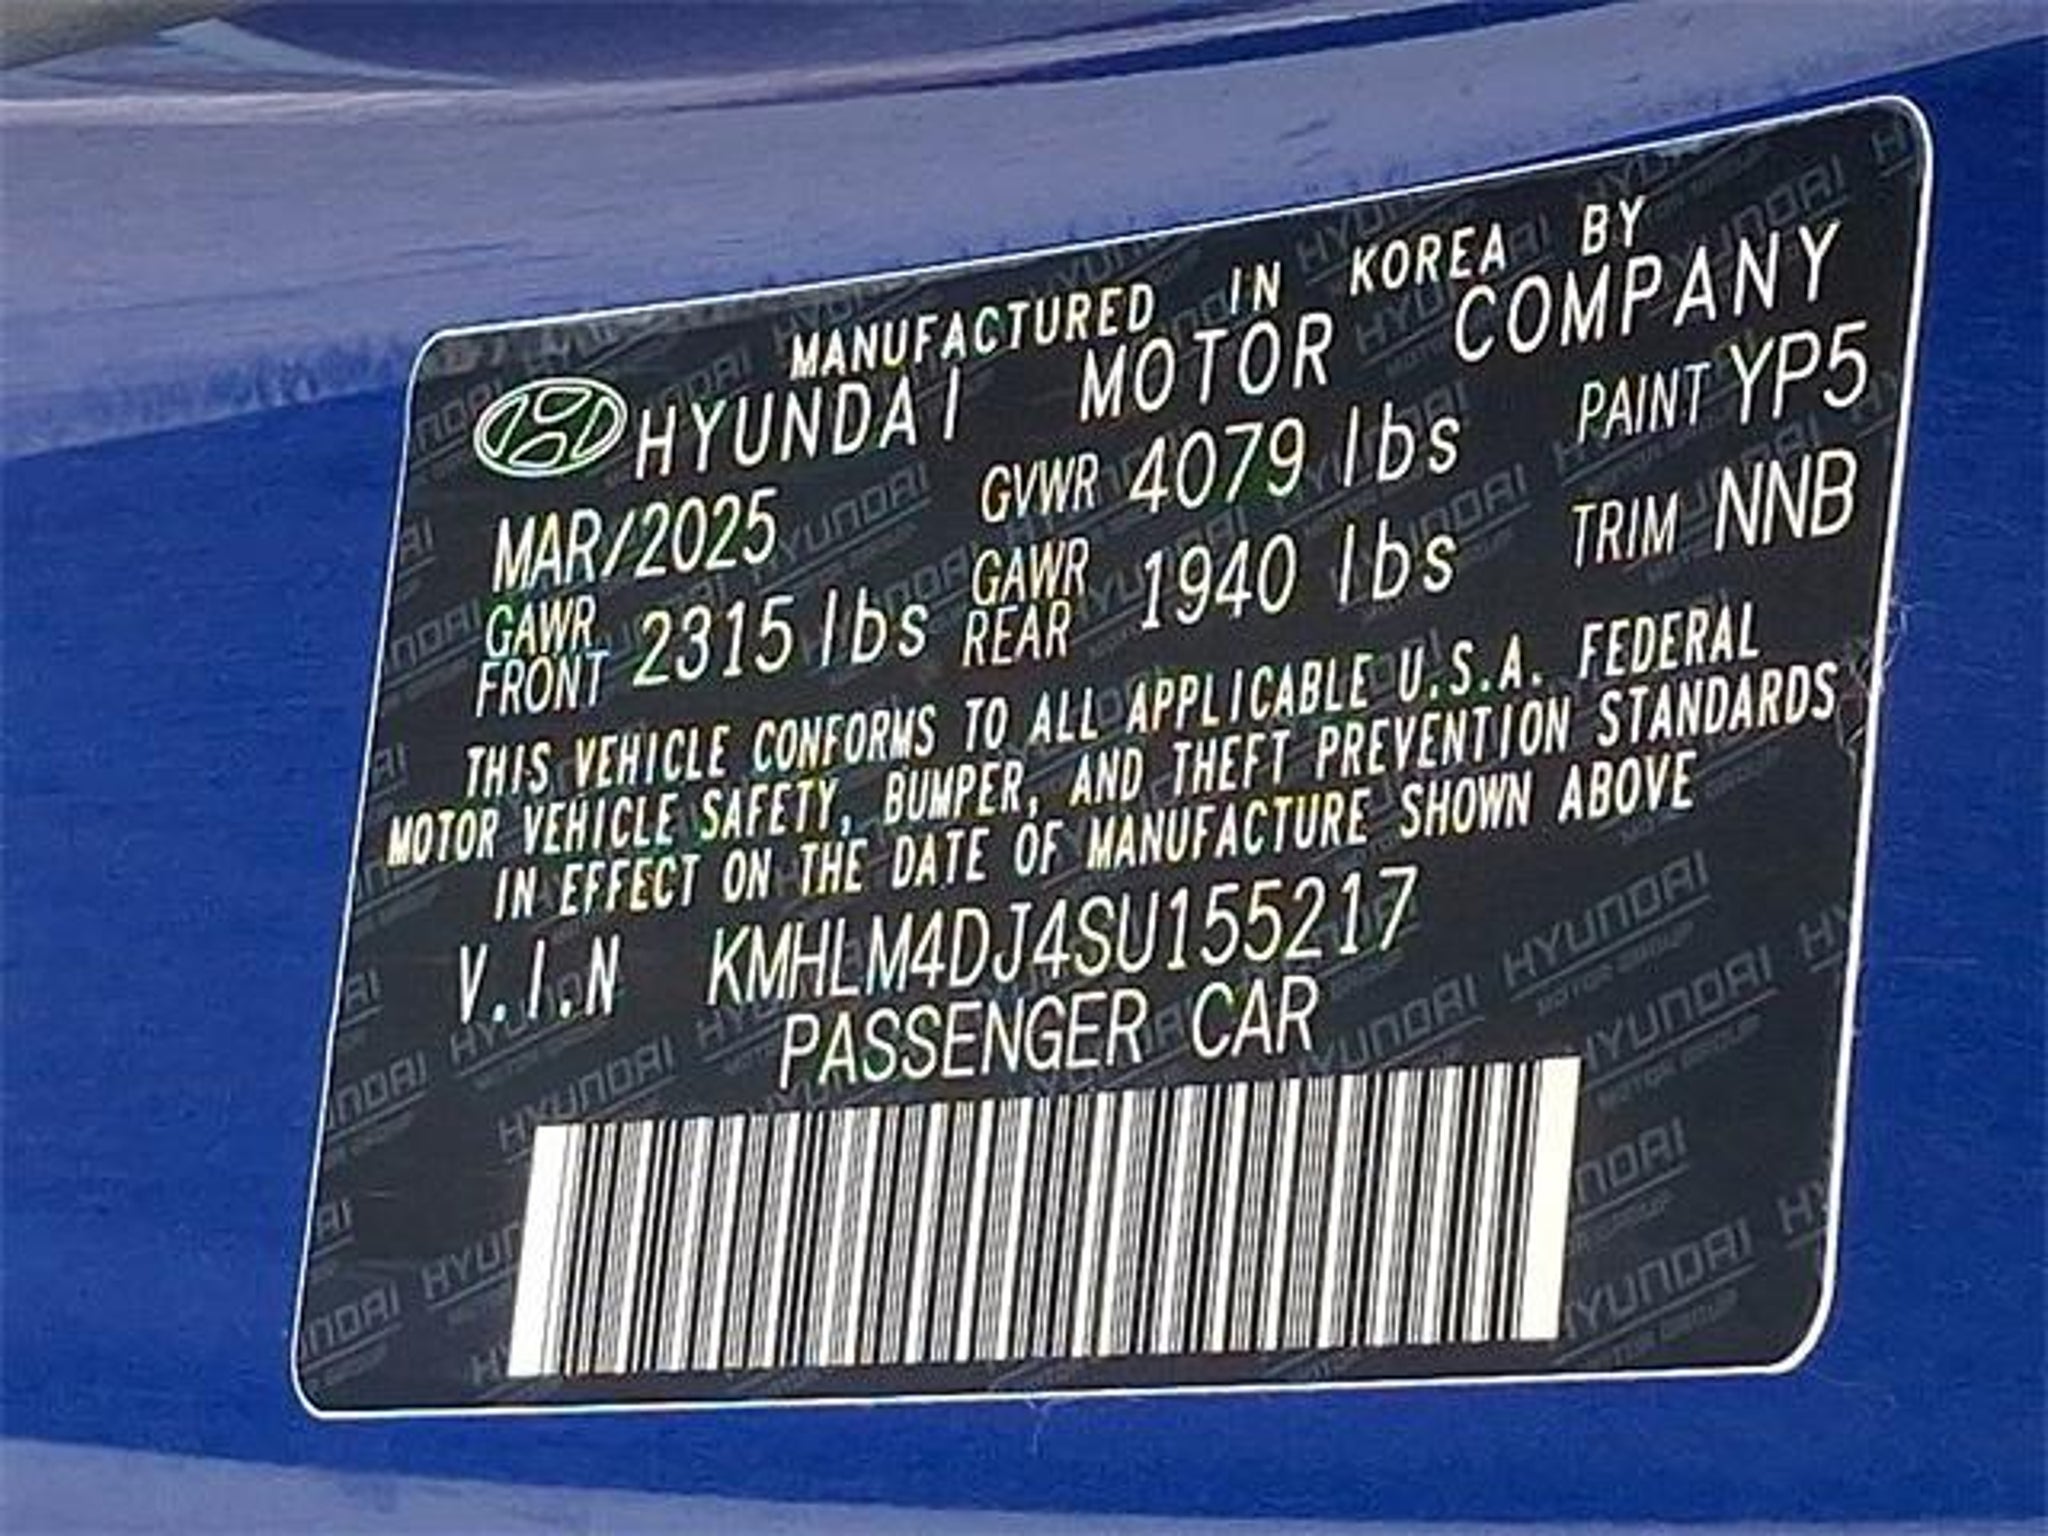 MANUFACTURED IN KOREA BY
HYUNDAI MOTOR COMPANY
MAR/2025 GVWR 4079 lbs PAINT YP5
GAWR FRONT 2315 lbs GAWR REAR 1940 lbs TRIM NNB
THIS VEHICLE CONFORMS TO ALL APPLICABLE U.S.A. FEDERAL
MOTOR VEHICLE SAFETY, BUMPER, AND THEFT PREVENTION STANDARDS
IN EFFECT ON THE DATE OF MANUFACTURE SHOWN ABOVE
V.I.N KMHLM4DJ4SU155217
PASSENGER CAR
HYUNDAI
MOTOR GROUP